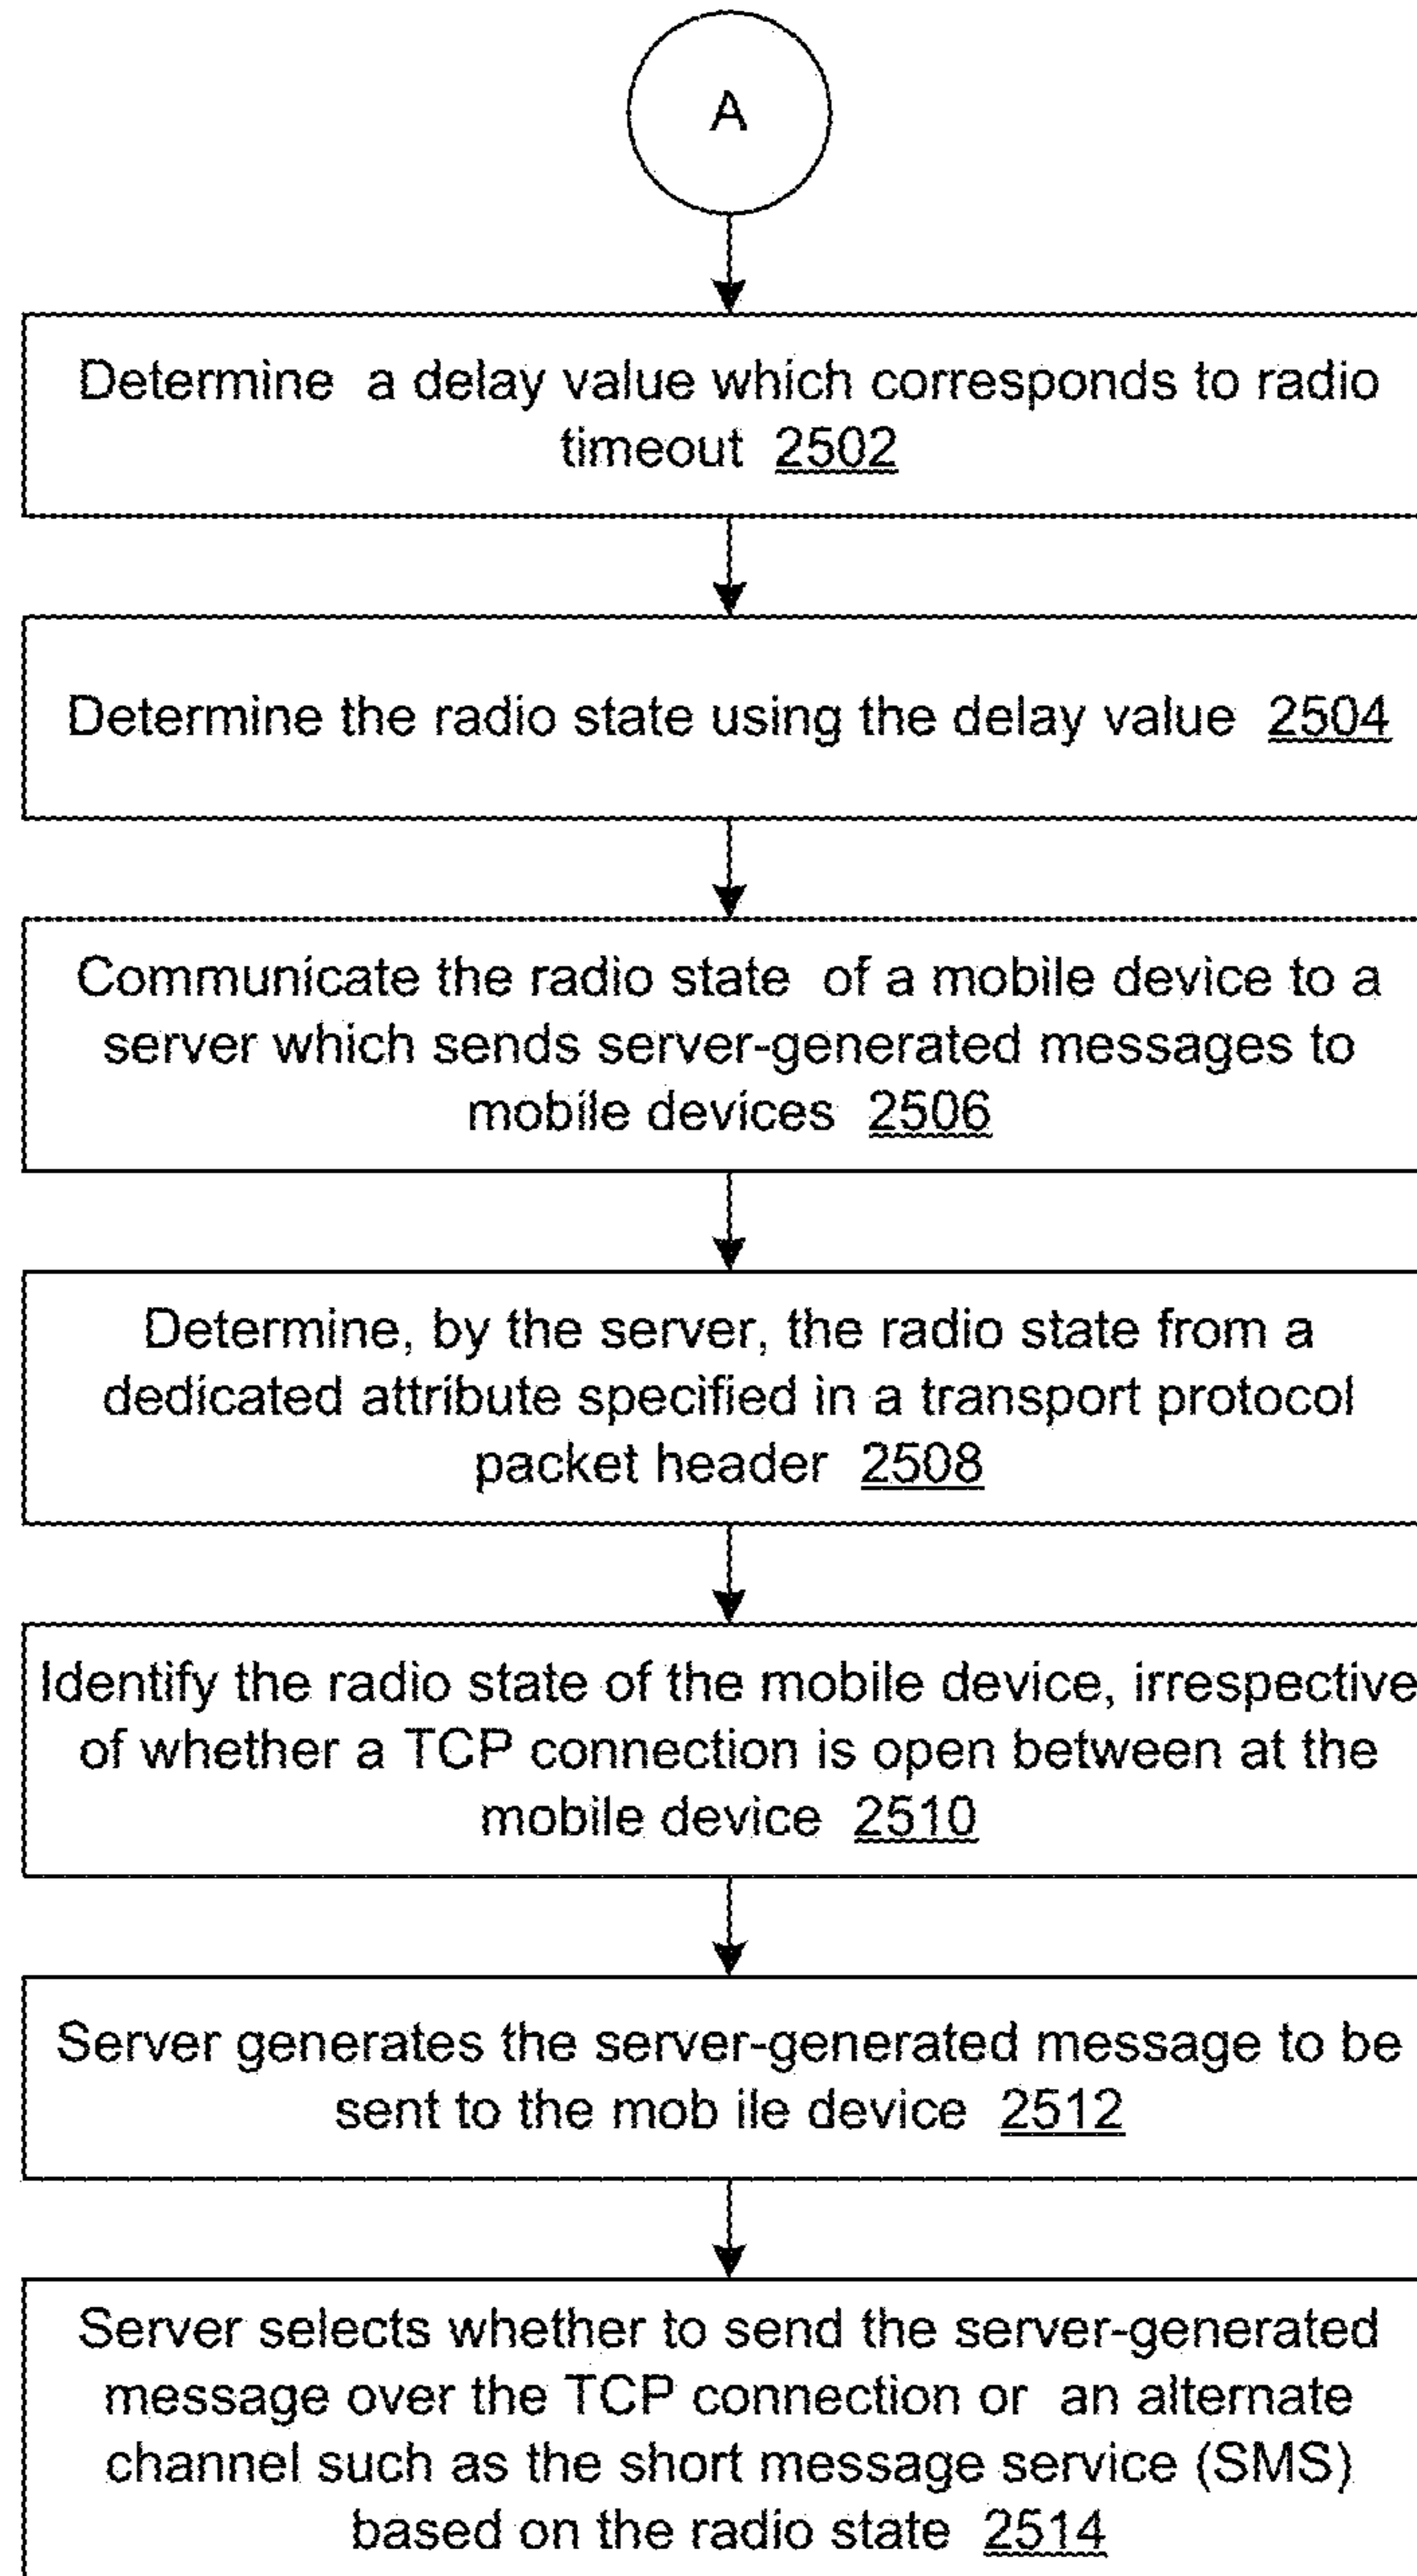 A
Determine a delay value which corresponds to radio
timeout 2502
Determine the radio state using the delay value 2504
Communicate the radio state of a mobile device to a
server which sends server-generated messages to
mobile devices 2506
Determine, by the server, the radio state from a
dedicated attribute specified in a transport protocol
packet header 2508
Identify the radio state of the mobile device, irrespective
of whether a TCP connection is open between at the
mobile device 2510
Server generates the server-generated message to be
sent to the mob ile device 2512
Server selects whether to send the server-generated
message over the TCP connection or an alternate
channel such as the short message service (SMS)
based on the radio state 2514